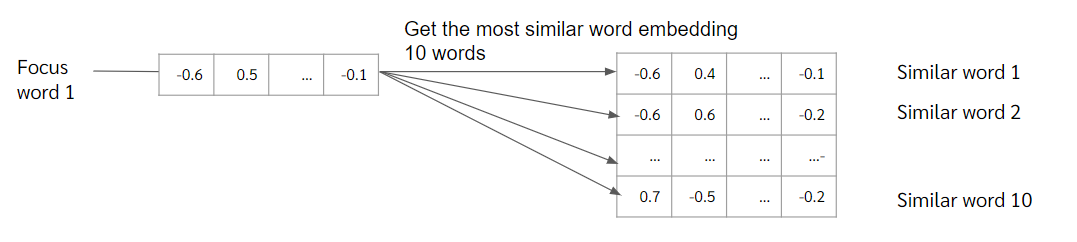 Get the most similar word embedding
10 words
Focus
word 1
-0.6 0.5 ... -0.1
-0.6 0.4 ... -0.1
Similar word 1
-0.6 0.6 ... -0.2
Similar word 2
... ... ... ...-
0.7 -0.5 ... -0.2
Similar word 10